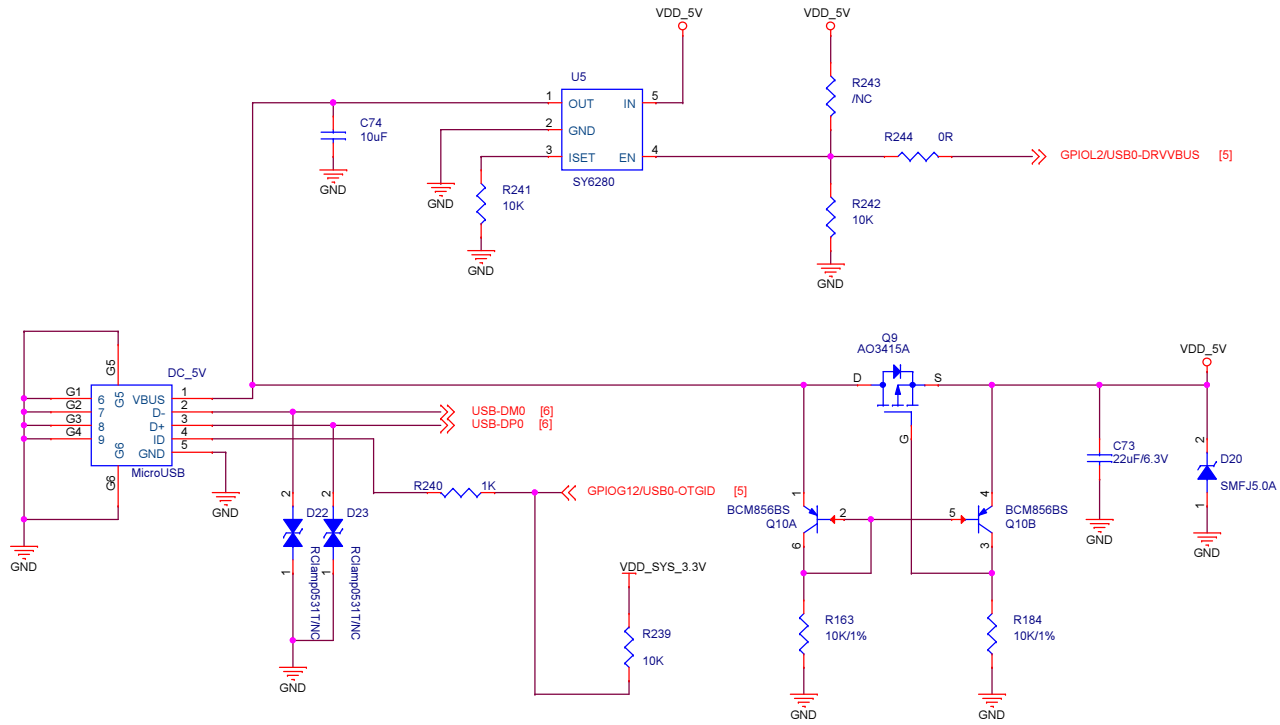 VDD_5V VDD_5V
U5
R243
/NC
1 OUT IN 5
C74
10uF
2 GND
R244 0R
3 ISET EN 4
GPIOL2/USB0-DRVVBUS [5]
SY6280
GND
GND
R241
10K
R242
10K
GND
GND
Q9
AO3415A
VDD_5V
G5
DC_5V
D S
G1 6 G5 VBUS 1
G2 7 D- 2
USB-DM0 [6]
G3 8 D+ 3
USB-DP0 [6]
G4 9 ID 4
G6 GND 5
G
C73
22uF/6.3V
2
D20
SMFJ5.0A
1
MicroUSB
G6
GND
R240 1K
GPIOG12/USB0-OTGID [5]
2 2
D22 D23
1 1
RClamp0531T/NC
RClamp0531T/NC
1
BCM856BS
Q10A
2
6
4
BCM856BS
Q10B
5
3
GND
GND
GND
VDD_SYS_3.3V
R239
10K
R163
10K/1%
R184
10K/1%
GND
GND
GND